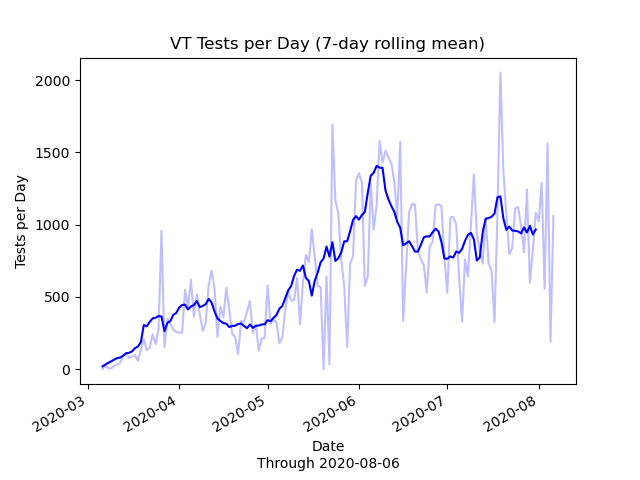 VT Tests per Day (7-day rolling mean)
2000
1500
1000
500
0
Tests per Day
2020-03
2020-04
2020-05
2020-06
2020-07
2020-08
Date
Through 2020-08-06